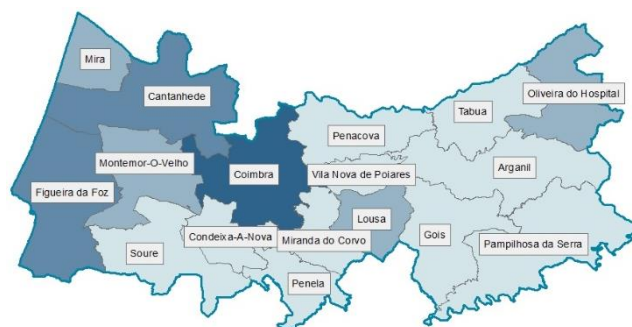 Mira
Oliveira do Hospital
Cantanhede
Tabua
Penacova
Montemor-O-Velho
Vila Nova de Poiares
Arganil
Coimbra
Figueira da Foz
Lousa
Gois
Condeixa-A-Nova
Miranda do Corvo
Pampilhosa da Serra
Soure
Penela